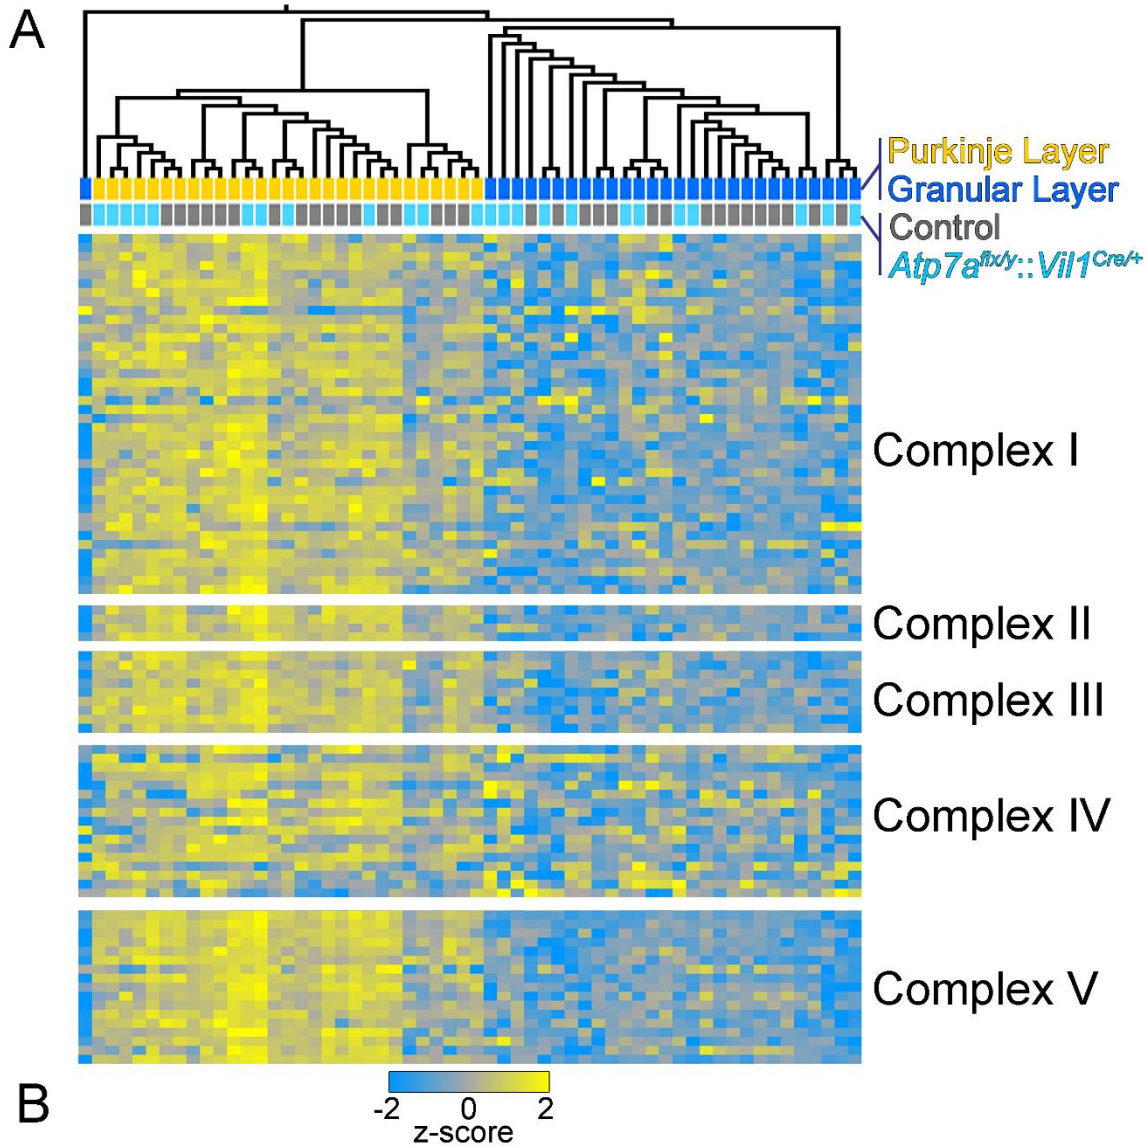 A
Purkinje Layer
Granular Layer
Control
Atp7a^flx/y::Vil1^Cre/+
Complex I
Complex II
Complex III
Complex IV
Complex V
B
-2 0 2
z-score